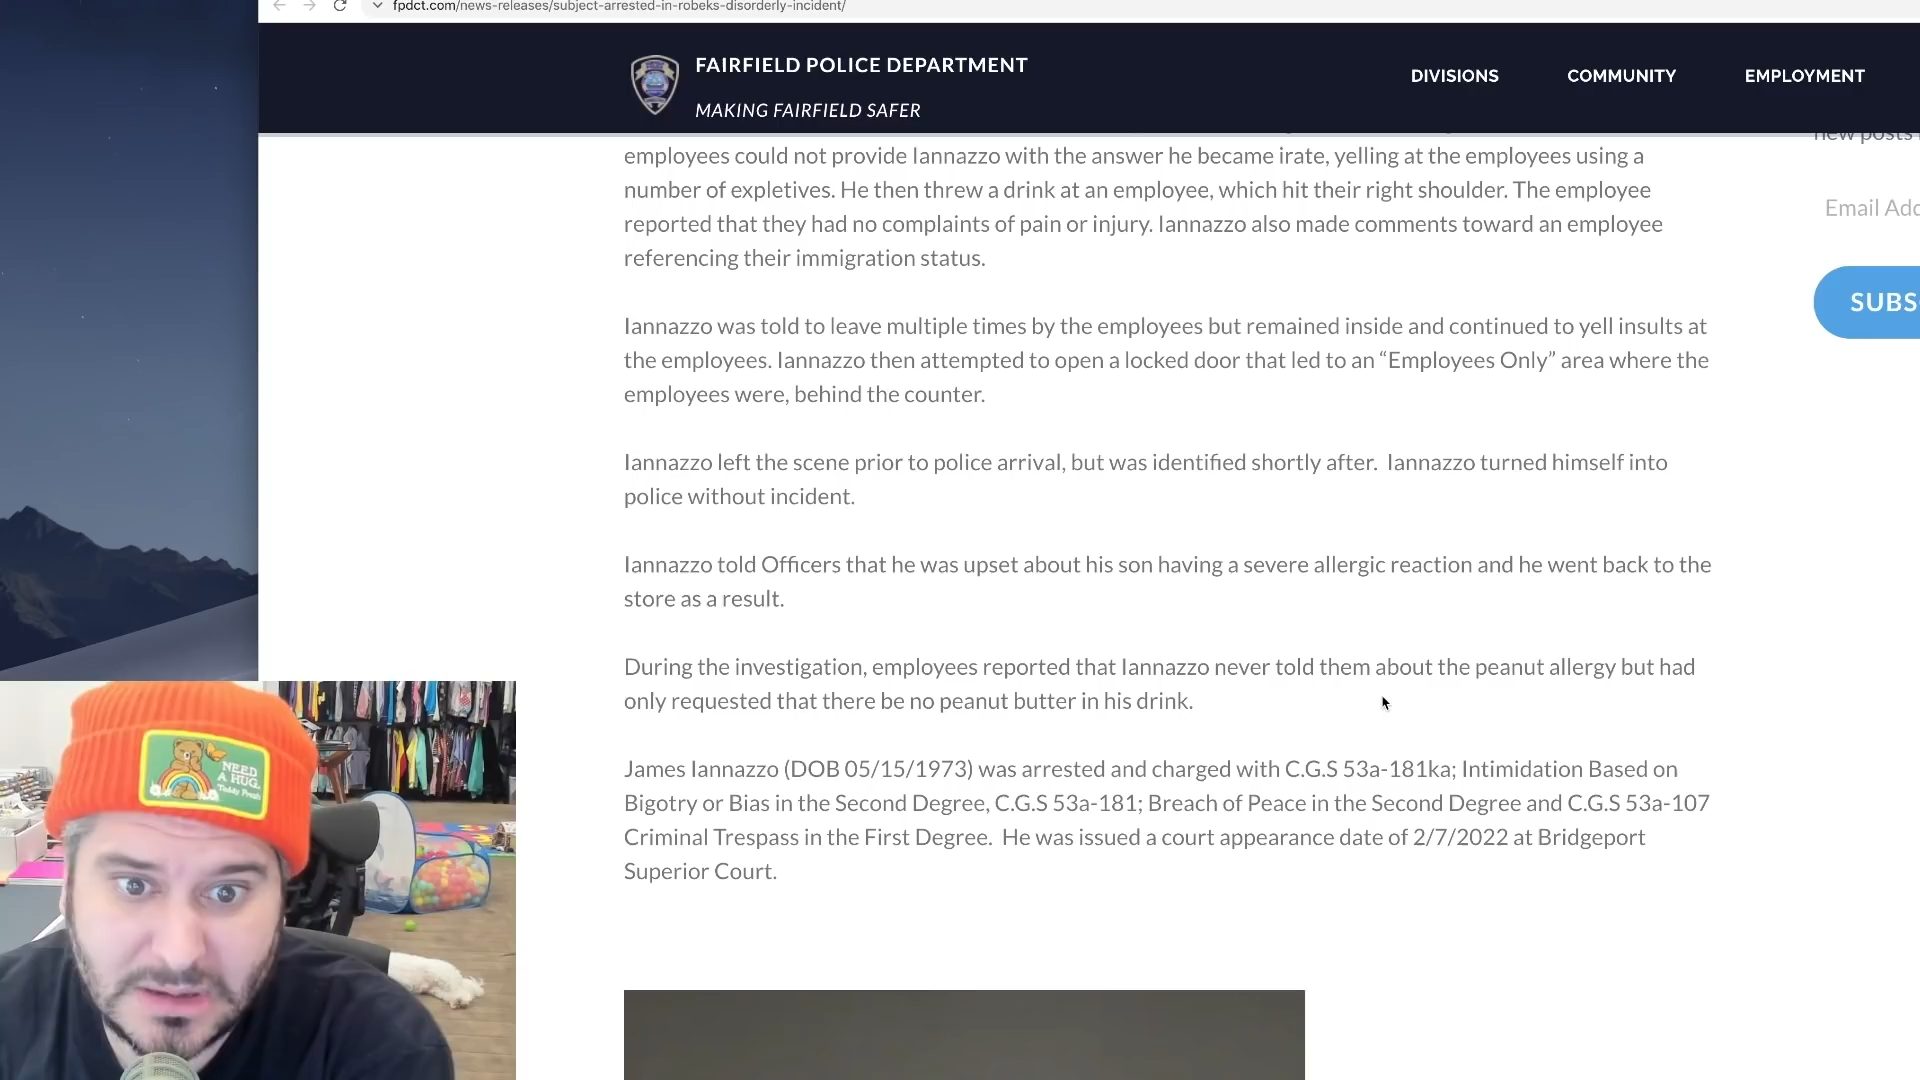 fpdct.com/news-releases/subject-arrested-in-robeks-disorderly-incident/
FAIRFIELD POLICE DEPARTMENT
MAKING FAIRFIELD SAFER
DIVISIONS
COMMUNITY
EMPLOYMENT
employees could not provide Iannazzo with the answer he became irate, yelling at the employees using a
number of expletives. He then threw a drink at an employee, which hit their right shoulder. The employee
reported that they had no complaints of pain or injury. Iannazzo also made comments toward an employee
referencing their immigration status.
Iannazzo was told to leave multiple times by the employees but remained inside and continued to yell insults at
the employees. Iannazzo then attempted to open a locked door that led to an “Employees Only” area where the
employees were, behind the counter.
Iannazzo left the scene prior to police arrival, but was identified shortly after.  Iannazzo turned himself into
police without incident.
Iannazzo told Officers that he was upset about his son having a severe allergic reaction and he went back to the
store as a result.
During the investigation, employees reported that Iannazzo never told them about the peanut allergy but had
only requested that there be no peanut butter in his drink.
James Iannazzo (DOB 05/15/1973) was arrested and charged with C.G.S 53a-181ka; Intimidation Based on
Bigotry or Bias in the Second Degree, C.G.S 53a-181; Breach of Peace in the Second Degree and C.G.S 53a-107
Criminal Trespass in the First Degree.  He was issued a court appearance date of 2/7/2022 at Bridgeport
Superior Court.
new posts
Email Add
SUBS
NEED
A HUG.
Teddy Fresh